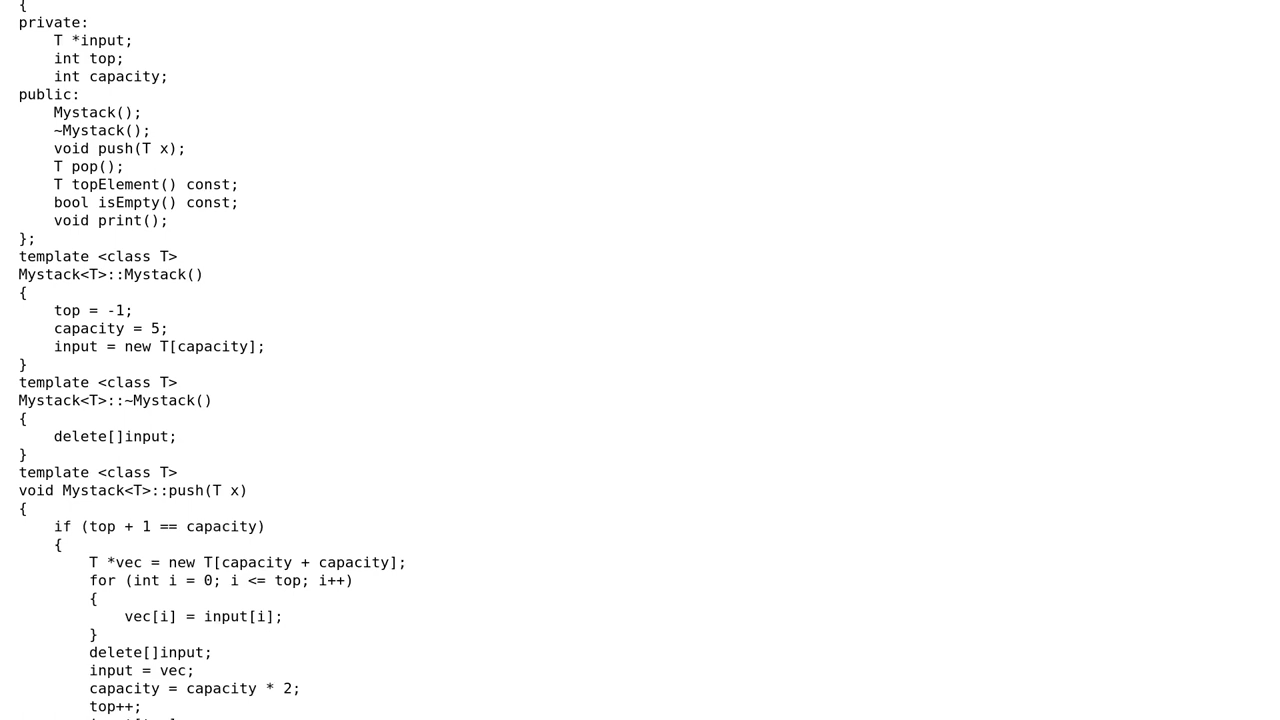 {
private:
    T *input;
    int top;
    int capacity;
public:
    Mystack();
    ~Mystack();
    void push(T x);
    T pop();
    T topElement() const;
    bool isEmpty() const;
    void print();
};
template <class T>
Mystack<T>::Mystack()
{
    top = -1;
    capacity = 5;
    input = new T[capacity];
}
template <class T>
Mystack<T>::~Mystack()
{
    delete[]input;
}
template <class T>
void Mystack<T>::push(T x)
{
    if (top + 1 == capacity)
    {
        T *vec = new T[capacity + capacity];
        for (int i = 0; i <= top; i++)
        {
            vec[i] = input[i];
        }
        delete[]input;
        input = vec;
        capacity = capacity * 2;
        top++;